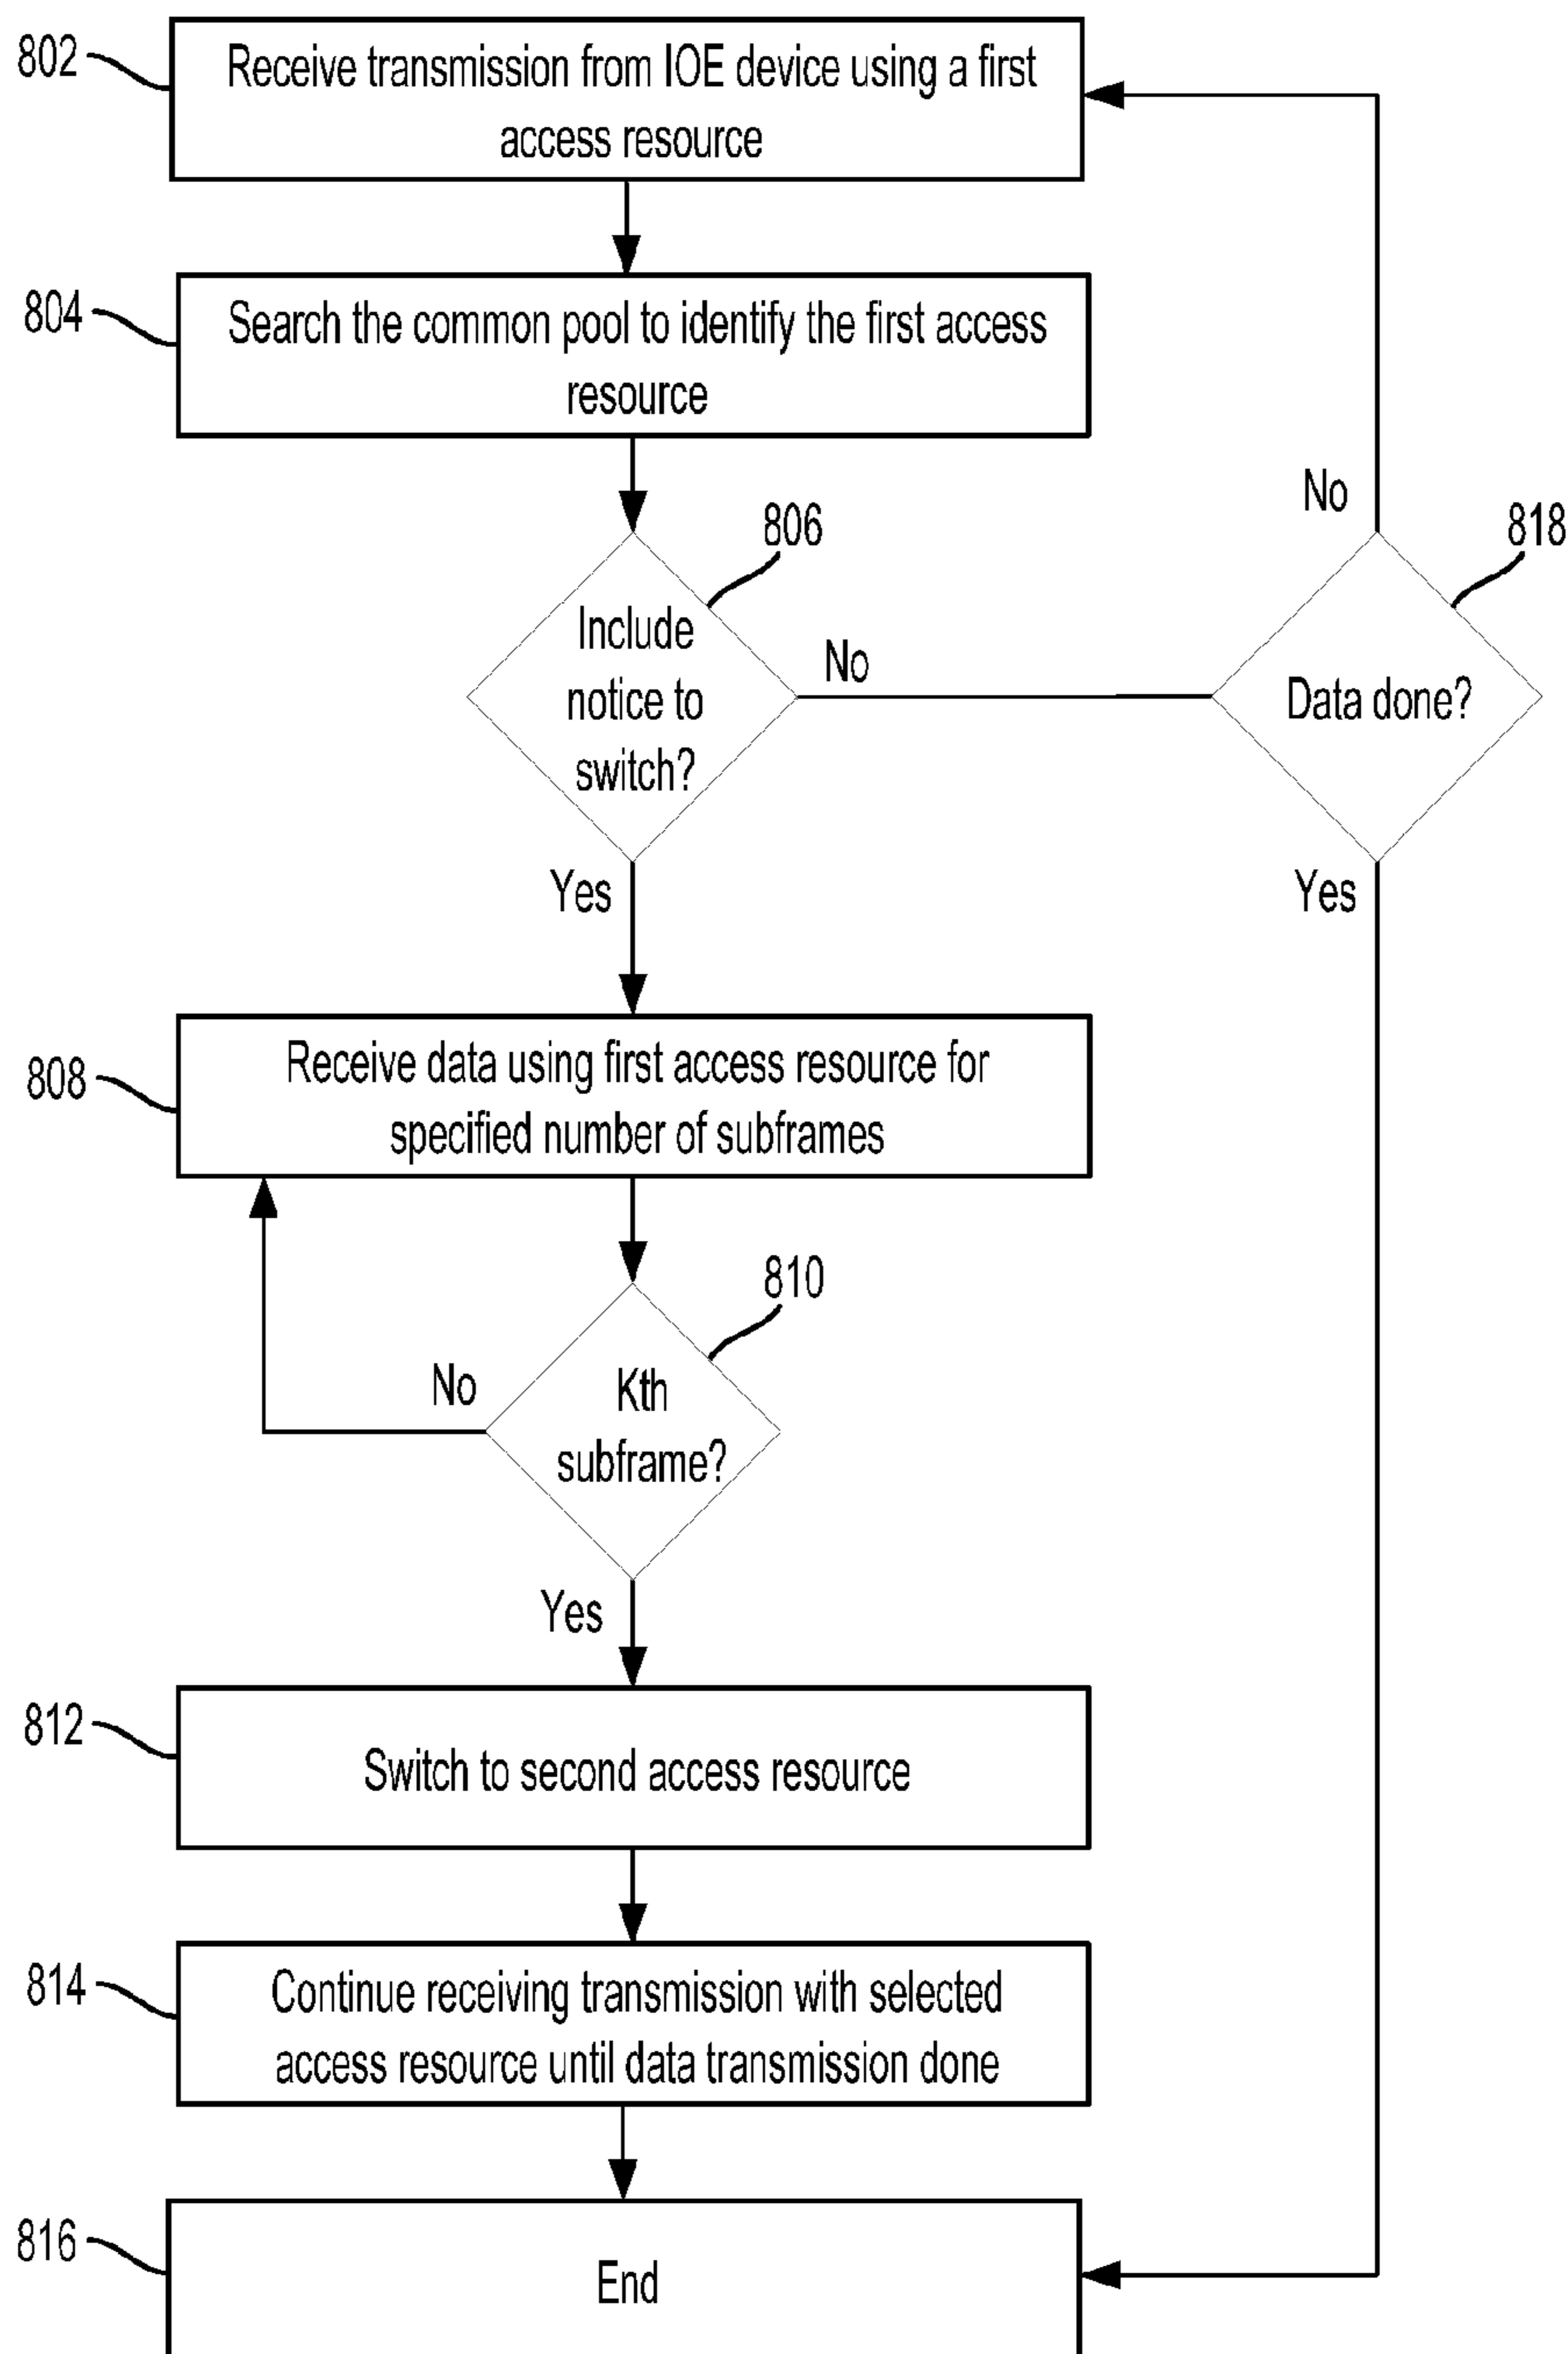 802
Receive transmission from IOE device using a first
access resource
804
Search the common pool to identify the first access
resource
806
Include
notice to
switch?
No
No
818
Data done?
Yes
Yes
808
Receive data using first access resource for
specified number of subframes
810
Kth
subframe?
No
Yes
812
Switch to second access resource
814
Continue receiving transmission with selected
access resource until data transmission done
816
End